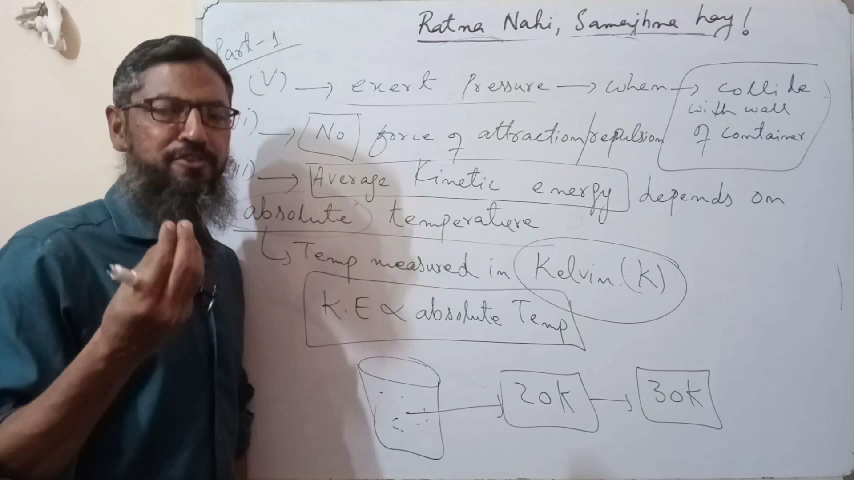 Ratna Nahi, Samajhna hay!
Part-1
(V) → exert Pressure → when → collide with wall of container
→ No force of attraction/repulsion
→ Average Kinetic energy depends on
absolute temperature
↳ Temp measured in Kelvin (K)
K.E ∝ absolute Temp
→ 20K → 30K